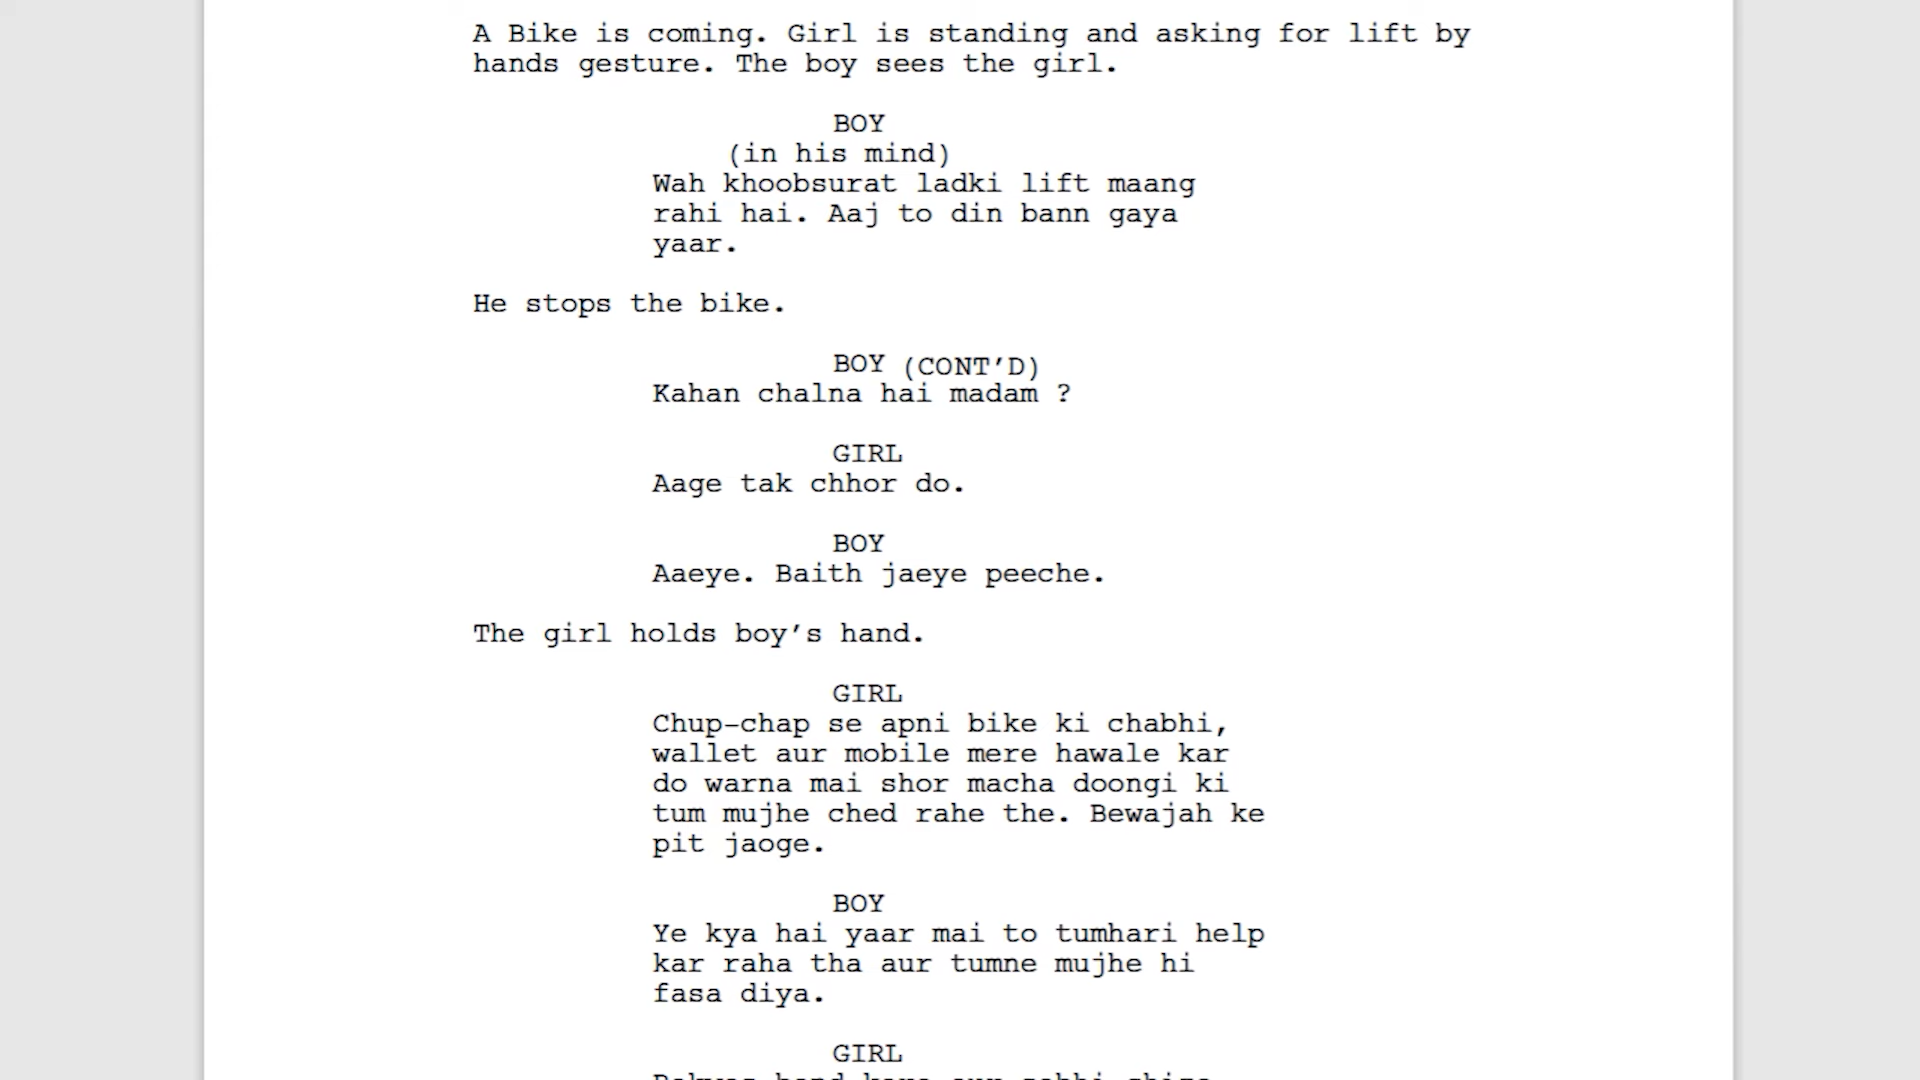 A Bike is coming. Girl is standing and asking for lift by
hands gesture. The boy sees the girl.
BOY
(in his mind)
Wah khoobsurat ladki lift maang
rahi hai. Aaj to din bann gaya
yaar.
He stops the bike.
BOY (CONT'D)
Kahan chalna hai madam ?
GIRL
Aage tak chhor do.
BOY
Aaeye. Baith jaeye peeche.
The girl holds boy's hand.
GIRL
Chup-chap se apni bike ki chabhi,
wallet aur mobile mere hawale kar
do warna mai shor macha doongi ki
tum mujhe ched rahe the. Bewajah ke
pit jaoge.
BOY
Ye kya hai yaar mai to tumhari help
kar raha tha aur tumne mujhe hi
fasa diya.
GIRL